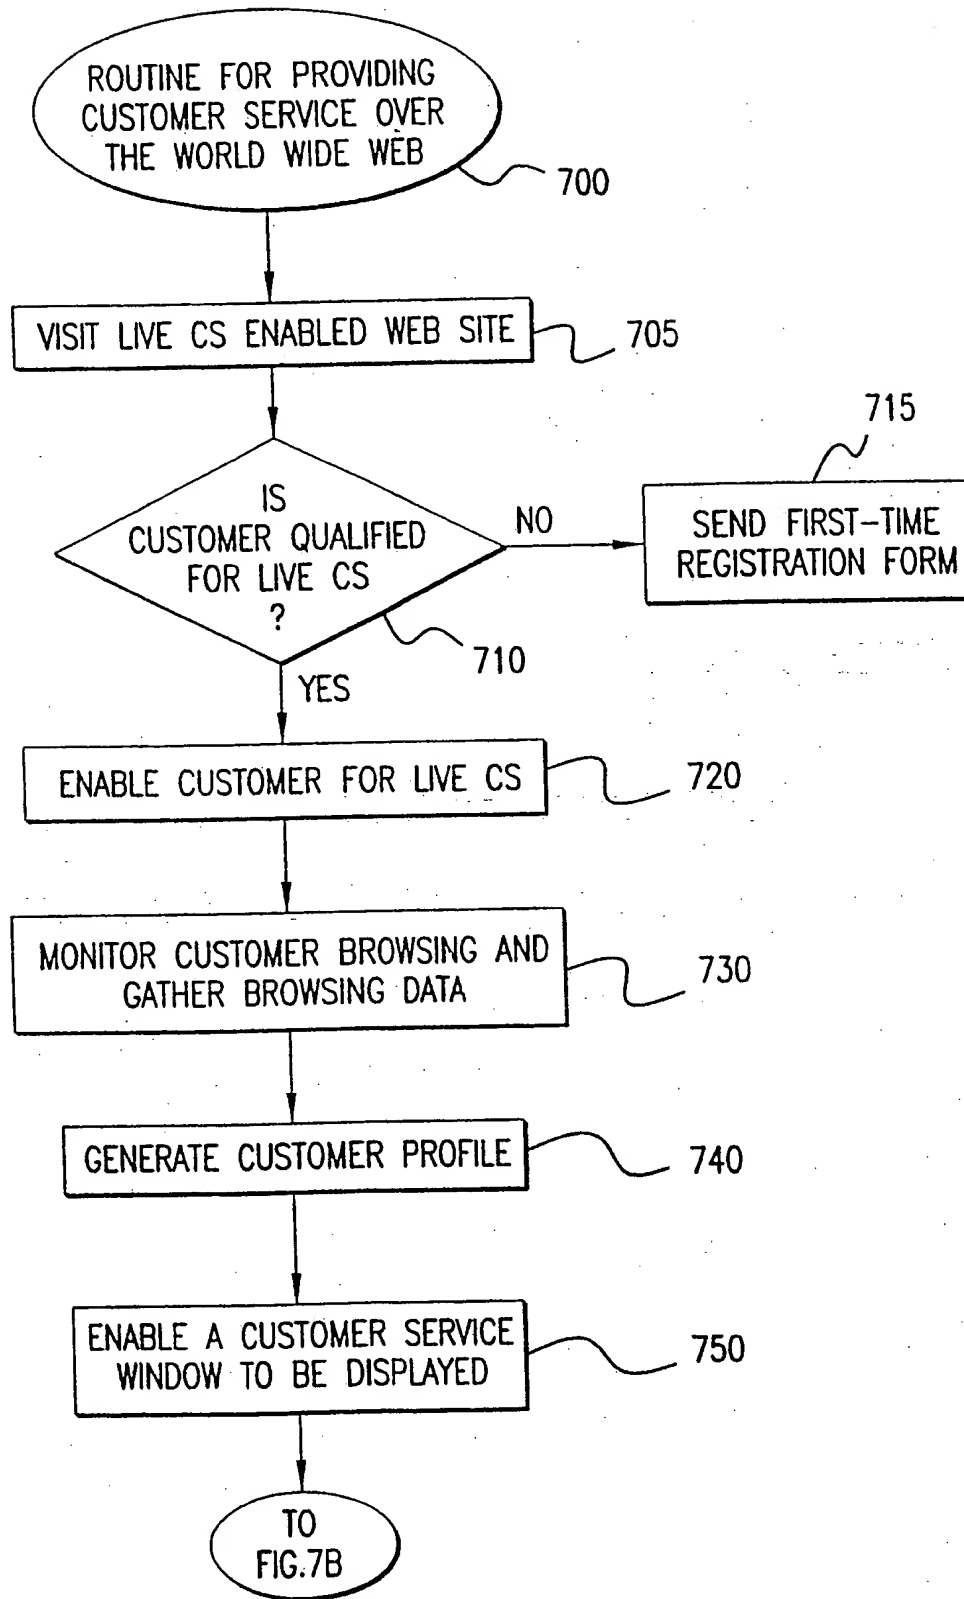 ROUTINE FOR PROVIDING
CUSTOMER SERVICE OVER
THE WORLD WIDE WEB
700
VISIT LIVE CS ENABLED WEB SITE
705
715
IS
CUSTOMER QUALIFIED
FOR LIVE CS
?
NO
SEND FIRST-TIME
REGISTRATION FORM
710
YES
ENABLE CUSTOMER FOR LIVE CS
720
MONITOR CUSTOMER BROWSING AND
GATHER BROWSING DATA
730
GENERATE CUSTOMER PROFILE
740
ENABLE A CUSTOMER SERVICE
WINDOW TO BE DISPLAYED
750
TO
FIG.7B